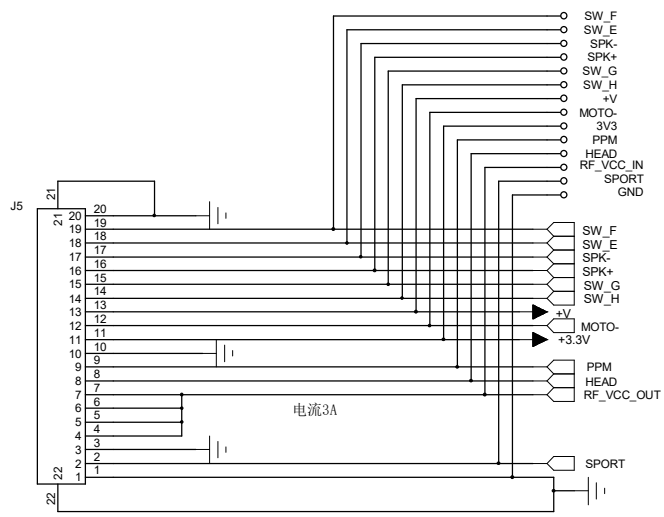 SW_F
SW_E
SPK-
SPK+
SW_G
SW_H
+V
MOTO-
3V3
PPM
HEAD
RF_VCC_IN
SPORT
GND
J5
21
21
20 20
19 19 SW_F
18 18 SW_E
17 17 SPK-
16 16 SPK+
15 15 SW_G
14 14 SW_H
13 13 +V
12 12 MOTO-
11 11 +3.3V
10 10
9 9 PPM
8 8 HEAD
7 7 RF_VCC_OUT
6 6
电流3A
5 5
4 4
3 3
2 2 SPORT
1 1
22
22